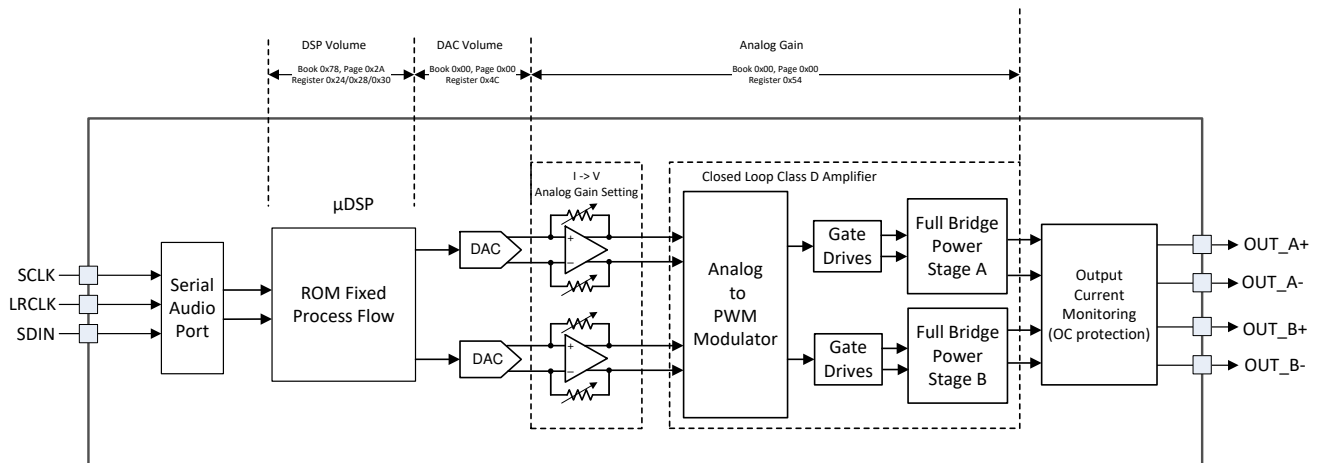 DSP Volume
Book 0x78, Page 0x2A
Register 0x24/0x28/0x30
DAC Volume
Book 0x00, Page 0x00
Register 0x4C
Analog Gain
Book 0x00, Page 0x00
Register 0x54
I -> V
Analog Gain Setting
Closed Loop Class D Amplifier
µDSP
SCLK
LRCLK
SDIN
Serial
Audio
Port
ROM Fixed
Process Flow
DAC
DAC
+
−
+
−
Analog
to
PWM
Modulator
Gate
Drives
Gate
Drives
Full Bridge
Power
Stage A
Full Bridge
Power
Stage B
Output
Current
Monitoring
(OC protection)
OUT_A+
OUT_A-
OUT_B+
OUT_B-